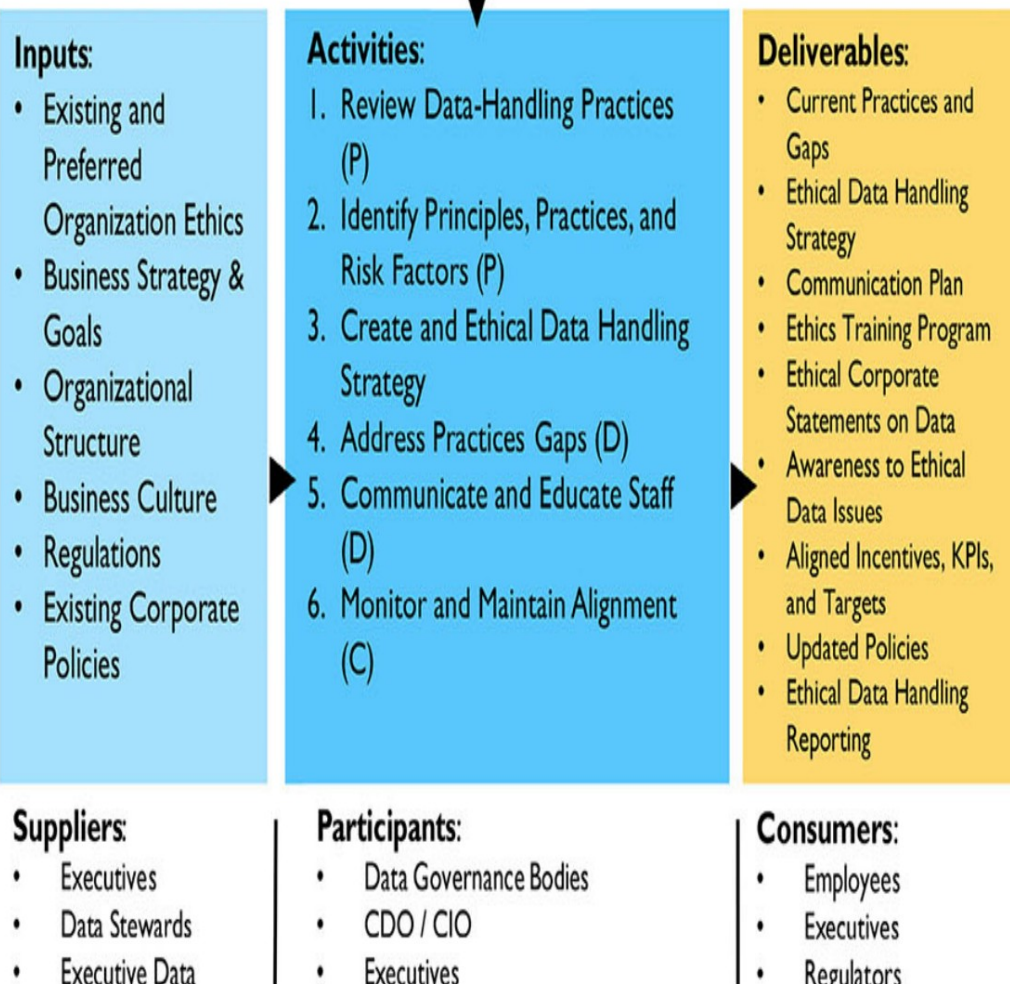 Inputs:
• Existing and
Preferred
Organization Ethics
• Business Strategy &
Goals
• Organizational
Structure
• Business Culture
• Regulations
• Existing Corporate
Policies
Activities:
1. Review Data-Handling Practices
(P)
2. Identify Principles, Practices, and
Risk Factors (P)
3. Create and Ethical Data Handling
Strategy
4. Address Practices Gaps (D)
5. Communicate and Educate Staff
(D)
6. Monitor and Maintain Alignment
(C)
Deliverables:
• Current Practices and
Gaps
• Ethical Data Handling
Strategy
• Communication Plan
• Ethics Training Program
• Ethical Corporate
Statements on Data
• Awareness to Ethical
Data Issues
• Aligned Incentives, KPIs,
and Targets
• Updated Policies
• Ethical Data Handling
Reporting
Suppliers:
• Executives
• Data Stewards
• Executive Data
Participants:
• Data Governance Bodies
• CDO / CIO
• Executives
Consumers:
• Employees
• Executives
• Regulators